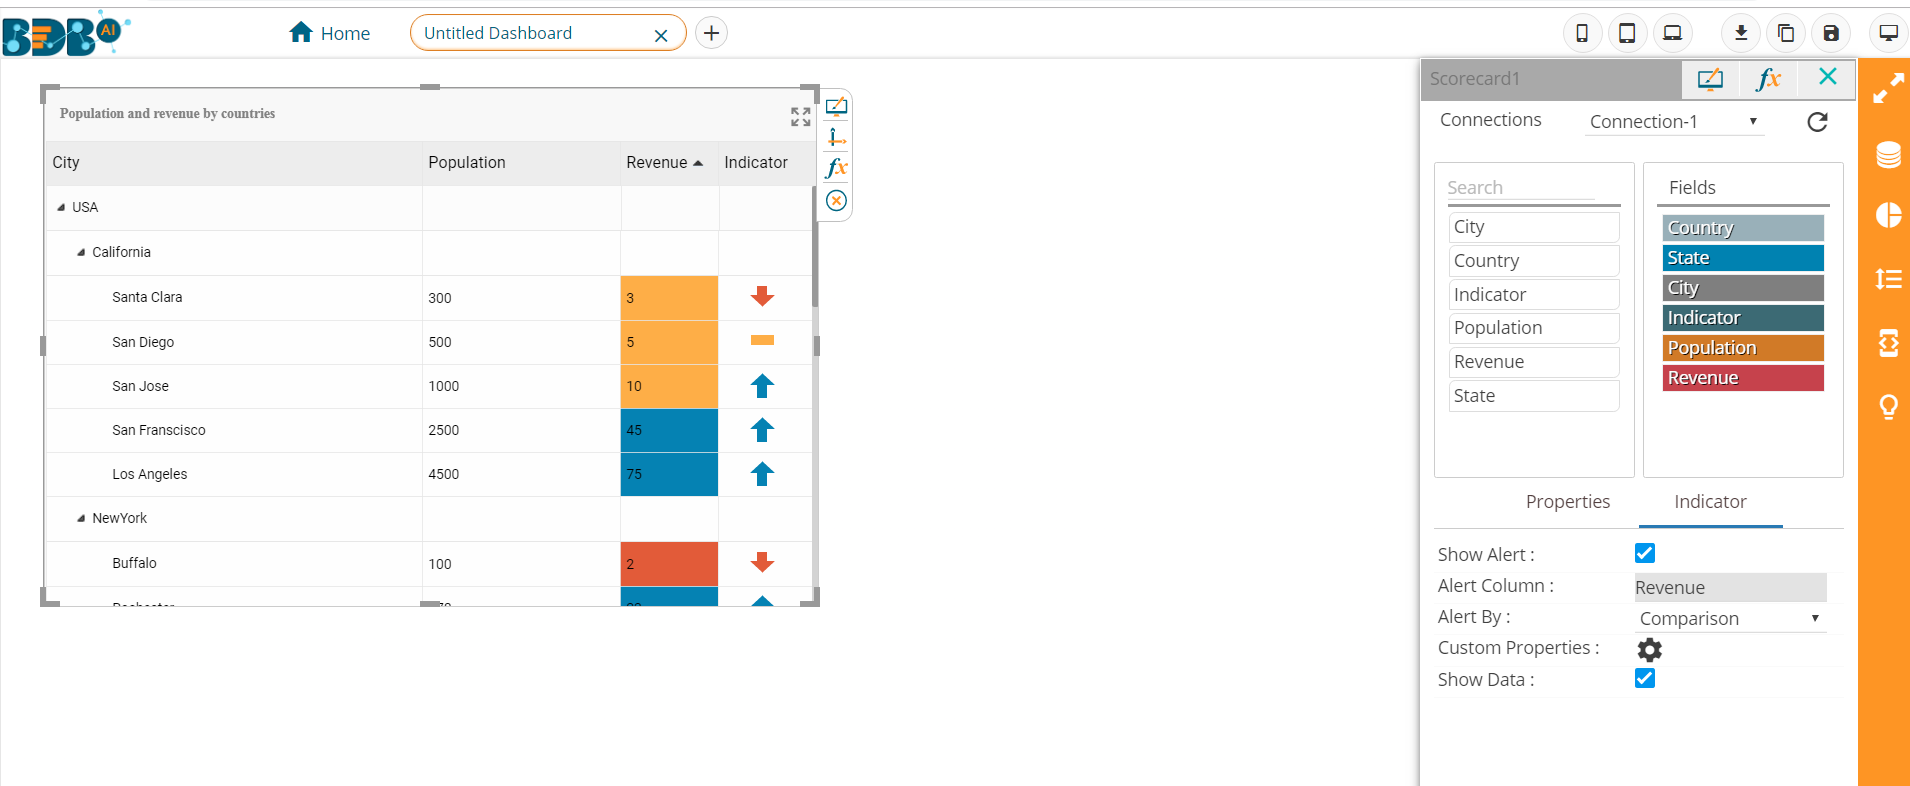 BDB AI
Home
Untitled Dashboard
Population and revenue by countries
City Population Revenue Indicator
USA
California
Santa Clara 300 3
San Diego 500 5
San Jose 1000 10
San Franscisco 2500 45
Los Angeles 4500 75
NewYork
Buffalo 100 2
Scorecard1 fx
fx
Connections Connection-1
Search
City
Country
Indicator
Population
Revenue
State
Fields
Country
State
City
Indicator
Population
Revenue
Properties Indicator
Show Alert :
Alert Column : Revenue
Alert By : Comparison
Custom Properties :
Show Data :